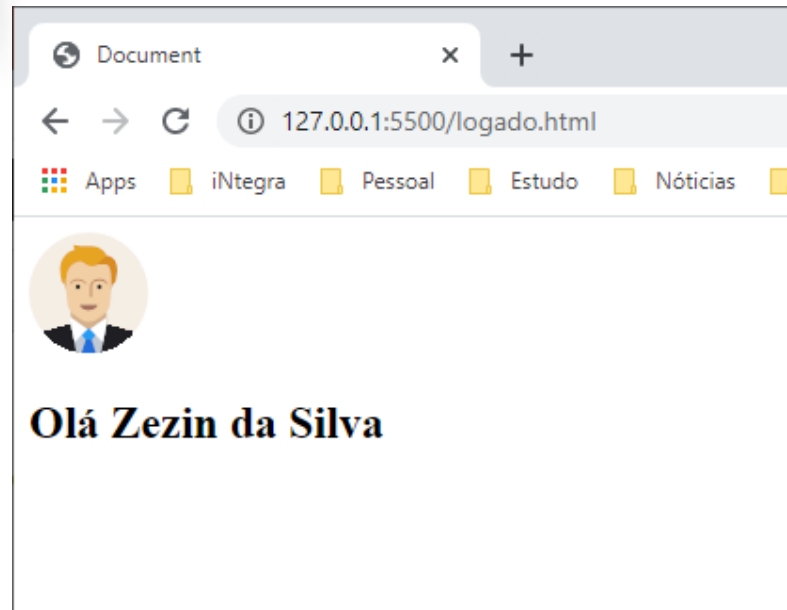 Document
127.0.0.1:5500/logado.html
Apps iNtegra Pessoal Estudo Nóticias
Olá Zezin da Silva